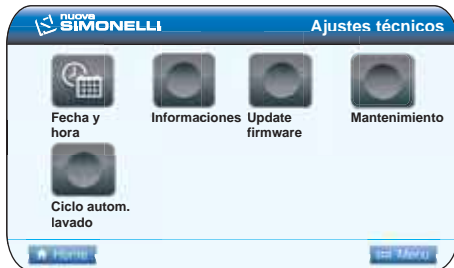 nuova
SIMONELLI
Ajustes técnicos
Fecha y
hora
Informaciones
Update
firmware
Mantenimiento
Ciclo autom.
lavado
Home
Menu